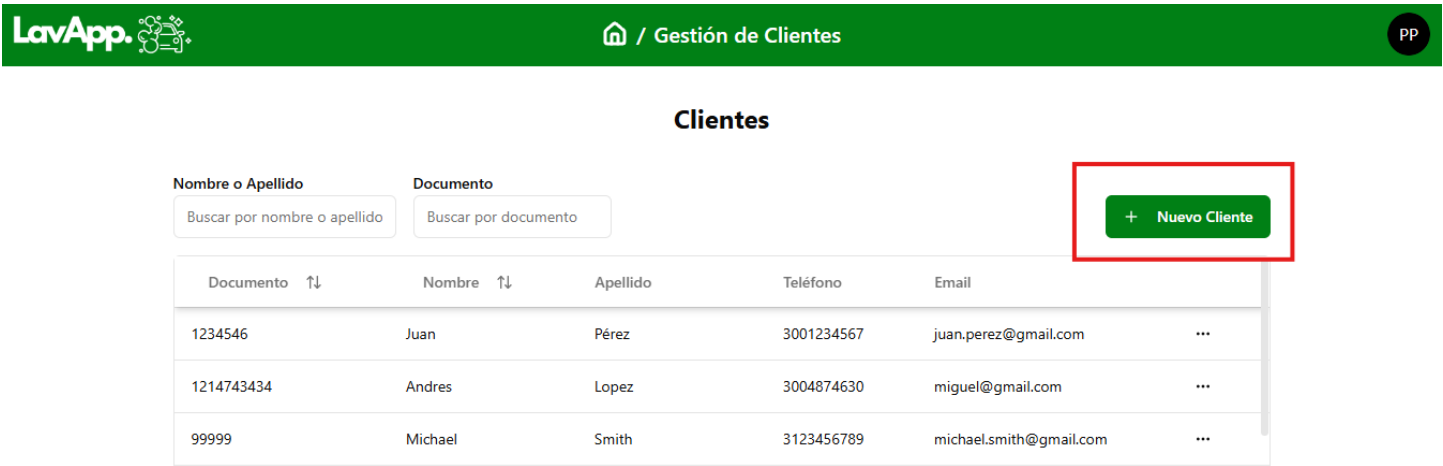 LavApp.
/ Gestión de Clientes
PP
Clientes
Nombre o Apellido Documento
Buscar por nombre o apellido Buscar por documento + Nuevo Cliente
Documento ↑↓ Nombre ↑↓ Apellido Teléfono Email
1234546 Juan Pérez 3001234567 juan.perez@gmail.com ...
1214743434 Andres Lopez 3004874630 miguel@gmail.com ...
99999 Michael Smith 3123456789 michael.smith@gmail.com ...